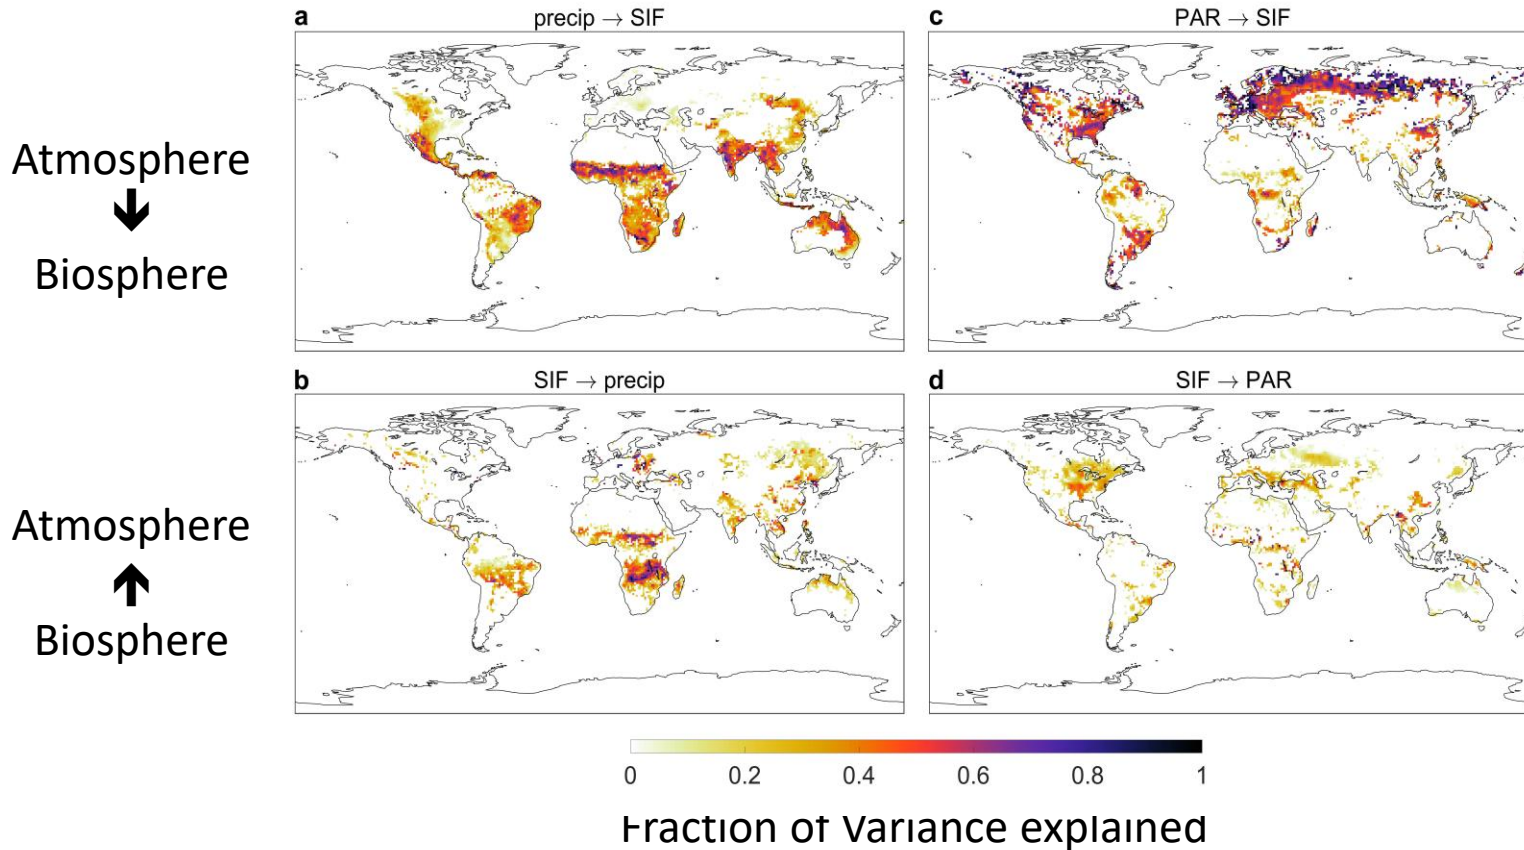 a
precip → SIF
c
PAR → SIF
Atmosphere
Biosphere
b
SIF → precip
d
SIF → PAR
Atmosphere
Biosphere
0 0.2 0.4 0.6 0.8 1
Fraction of Variance explained